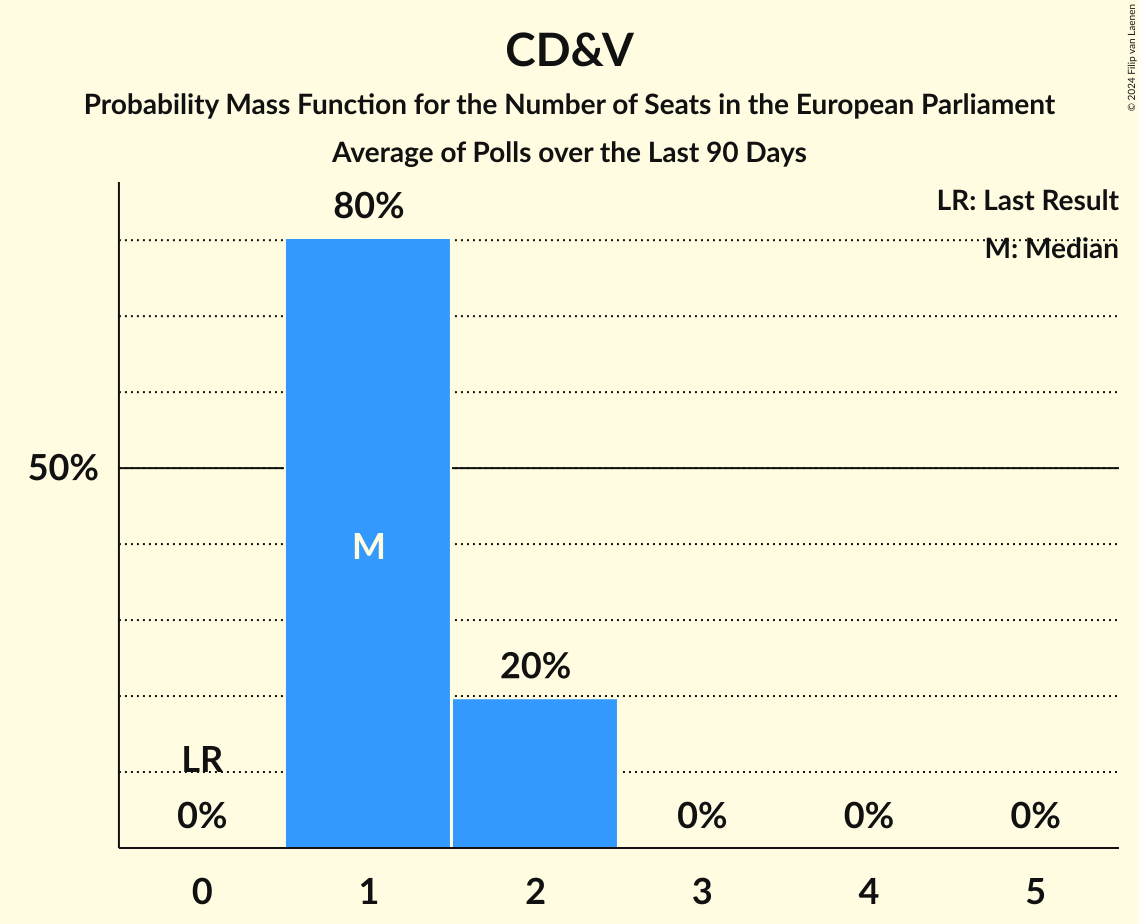 CD&V
Probability Mass Function for the Number of Seats in the European Parliament
Average of Polls over the Last 90 Days
© 2024 Filip van Laenen
LR: Last Result
M: Median
80%
50%
M
20%
LR
0%
0%
0%
0%
0
1
2
3
4
5